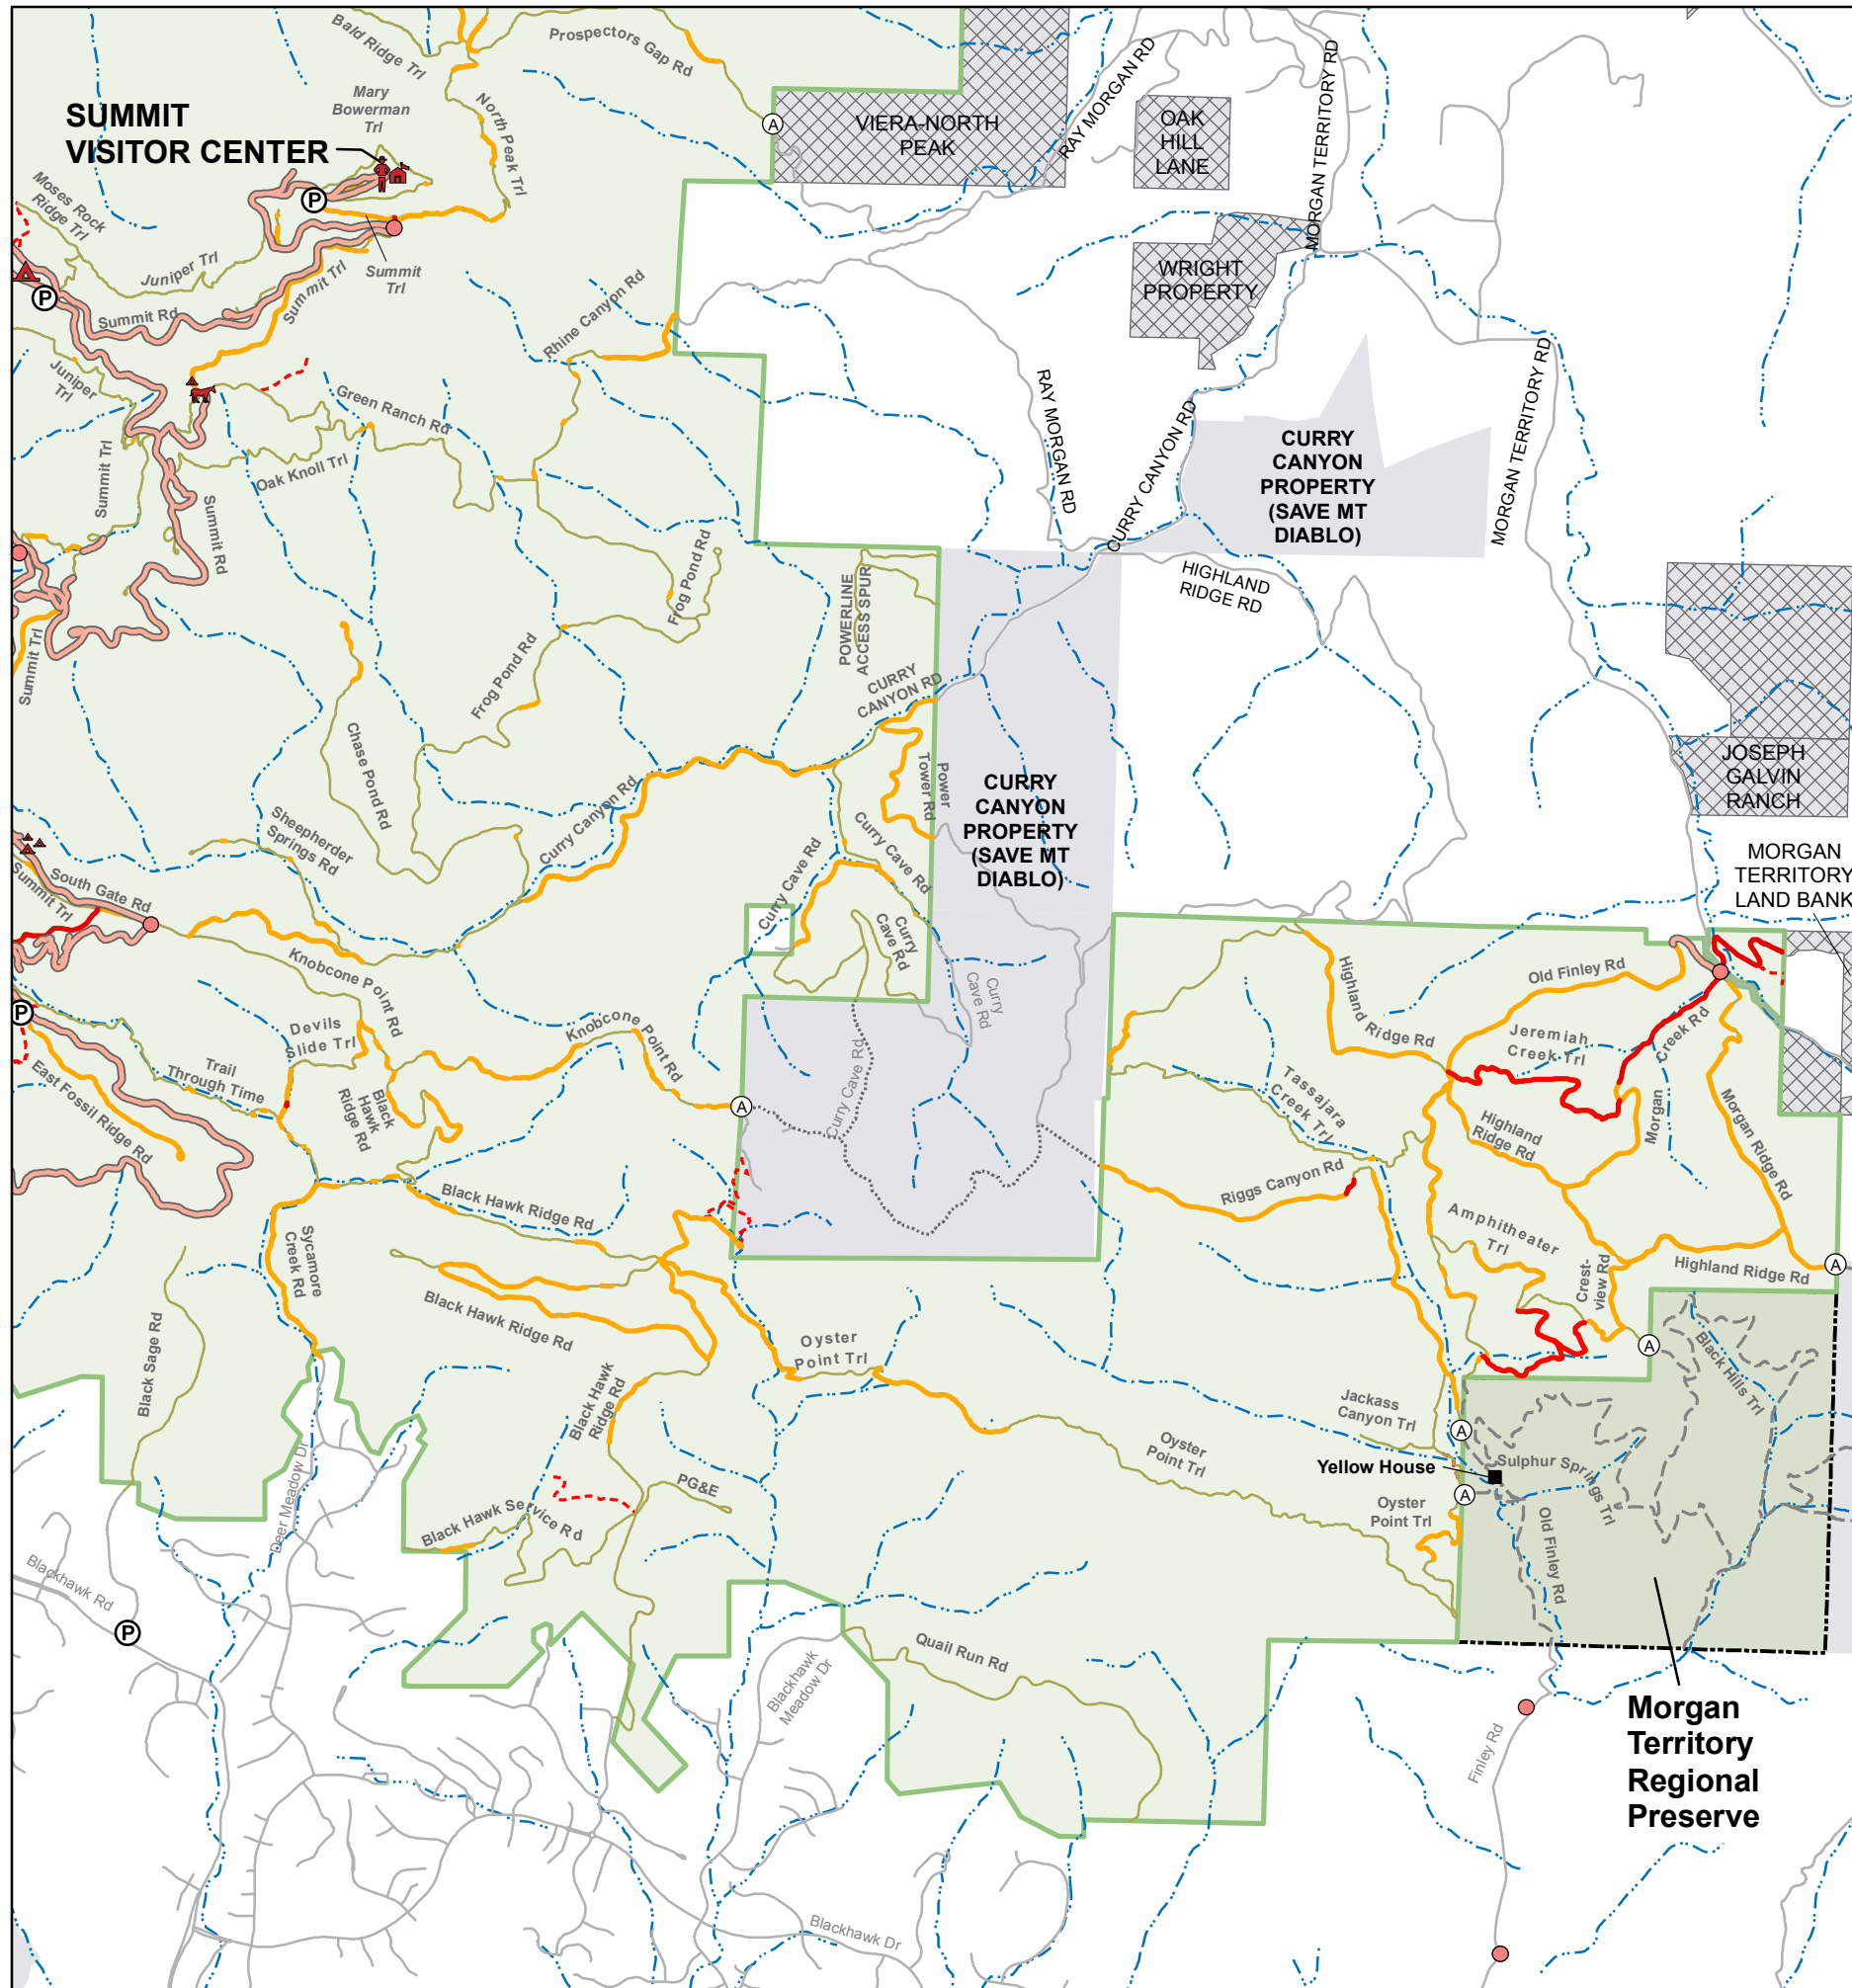 Bald Ridge Trl
Prospectors Gap Rd
Mary
Bowerman
Trl
North Peak Trl
SUMMIT
VISITOR CENTER
P
A
VIERA-NORTH
PEAK
RAY MORGAN RD
OAK
HILL
LANE
MORGAN TERRITORY RD
Moses Rock
Ridge Trl
Juniper Trl
Summit
Trl
Summit Trl
P
Summit Rd
Rhine Canyon Rd
WRIGHT
PROPERTY
Juniper
Trl
Green Ranch Rd
Oak Knoll Trl
Summit Trl
Summit Rd
RAY MORGAN RD
CURRY CANYON RD
CURRY
CANYON
PROPERTY
(SAVE MT
DIABLO)
MORGAN TERRITORY RD
HIGHLAND
RIDGE RD
Frog Pond Rd
POWERLINE
ACCESS SPUR
Summit Trl
Frog Pond Rd
CURRY
CANYON RD
Chase Pond Rd
Power
Tower Rd
CURRY
CANYON
PROPERTY
(SAVE MT
DIABLO)
JOSEPH
GALVIN
RANCH
Sheepherder
Springs Rd
Curry Canyon Rd
Curry Cave Rd
Curry Cave Rd
Curry
Cave Rd
MORGAN
TERRITORY
LAND BANK
Summit Trl
South Gate Rd
Knobcone Point Rd
Curry
Cave Rd
Highland Ridge Rd
Old Finley Rd
P
Devils
Slide Trl
Knobcone Point Rd
A
Curry Cave Rd
Jeremiah
Creek Trl
Morgan Creek Rd
Trail
Through Time
East Fossil Ridge Rd
Black
Hawk
Ridge Rd
Tassajara
Creek Trl
Highland
Ridge Rd
Morgan Ridge Rd
Riggs Canyon Rd
Black Hawk Ridge Rd
Sycamore
Creek Rd
Amphitheater
Trl
Crest-
view Rd
Highland Ridge Rd
A
Black Sage Rd
Black Hawk Ridge Rd
Oyster
Point Trl
Black Hawk
Ridge Rd
A
Black Hills Trl
Jackass
Canyon Trl
A
Oyster
Point Trl
Yellow House
Sulphur Springs Trl
A
Oyster
Point Trl
Old Finley Rd
PG&E
Black Hawk Service Rd
Deer Meadow Dr
Blackhawk Rd
P
Quail Run Rd
Blackhawk
Meadow Dr
Finley Rd
Morgan
Territory
Regional
Preserve
Blackhawk Dr